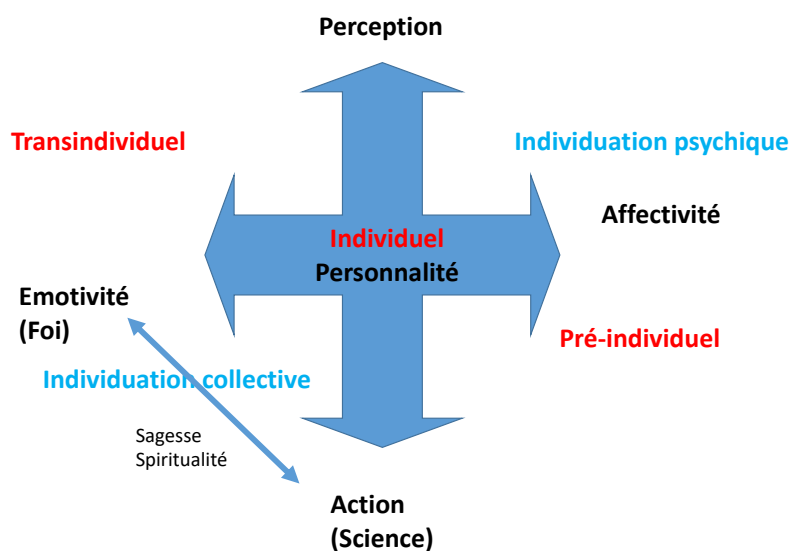 Perception
Transindividuel
Individuation psychique
Affectivité
Individuel
Personnalité
Emotivité
(Foi)
Pré-individuel
Individuation collective
Sagesse
Spiritualité
Action
(Science)